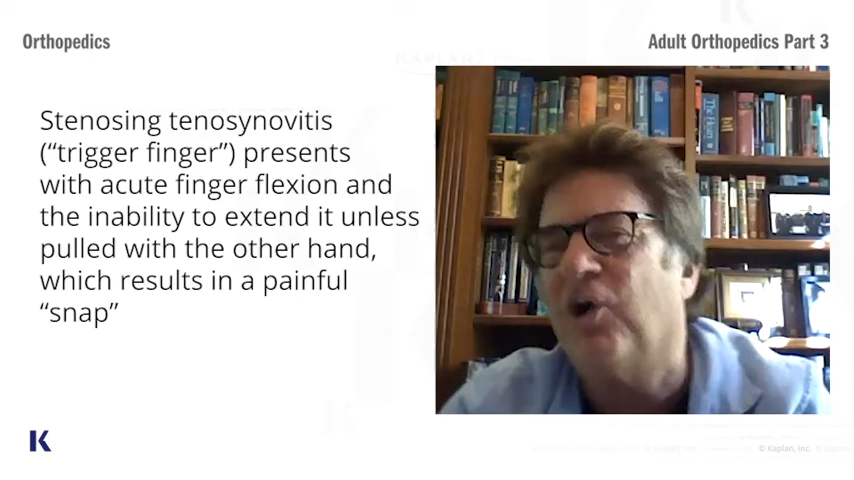 Orthopedics
Adult Orthopedics Part 3
Stenosing tenosynovitis
(“trigger finger”) presents
with acute finger flexion and
the inability to extend it unless
pulled with the other hand,
which results in a painful
“snap”
K
© Kaplan, Inc.